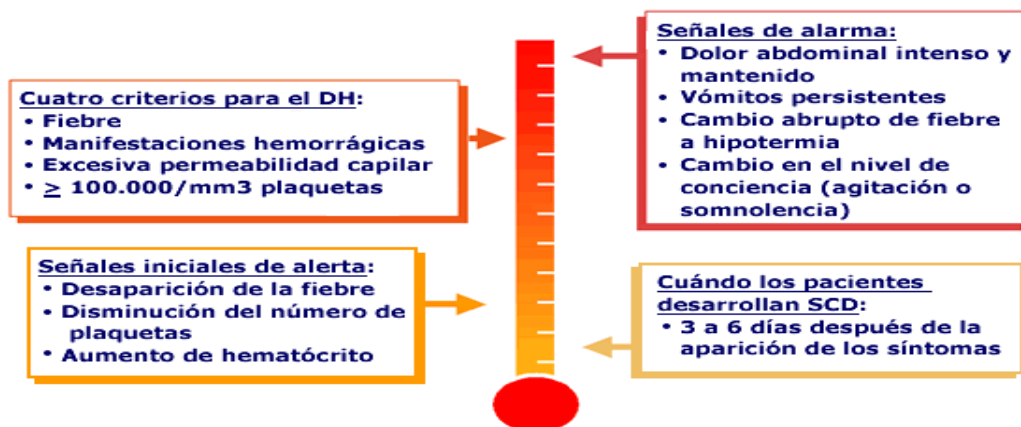 Cuatro criterios para el DH:
• Fiebre
• Manifestaciones hemorrágicas
• Excesiva permeabilidad capilar
• ≥ 100.000/mm3 plaquetas
Señales iniciales de alerta:
• Desaparición de la fiebre
• Disminución del número de
plaquetas
• Aumento de hematócrito
Señales de alarma:
• Dolor abdominal intenso y
mantenido
• Vómitos persistentes
• Cambio abrupto de fiebre
a hipotermia
• Cambio en el nivel de
conciencia (agitación o
somnolencia)
Cuándo los pacientes
desarrollan SCD:
• 3 a 6 días después de la
aparición de los síntomas